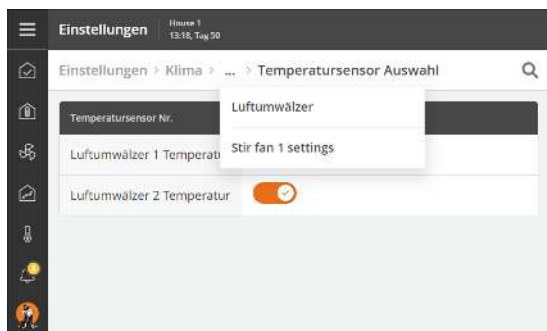 Einstellungen
House 1
13:18, Tag 50
Einstellungen > Klima > ... > Temperatursensor Auswahl
Luftumwälzer
Temperatursensor Nr.
Stir fan 1 settings
Luftumwälzer 1 Temperatu
Luftumwälzer 2 Temperatur